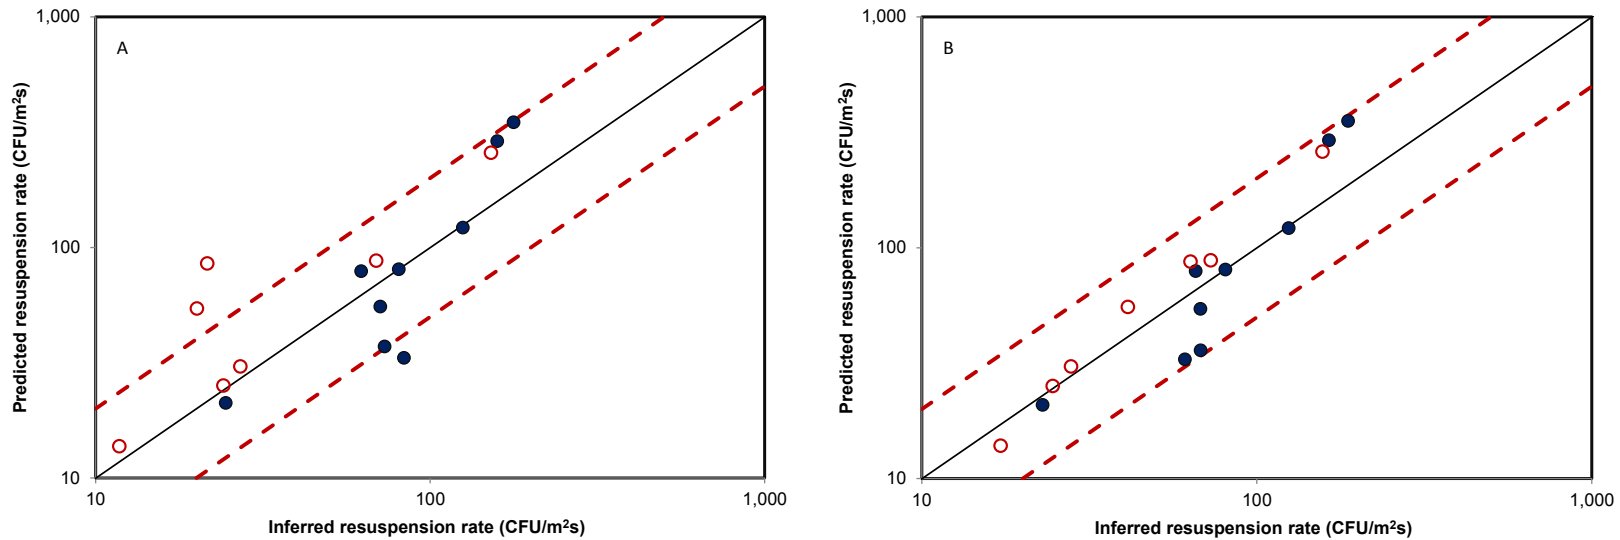 A
Predicted resuspension rate (CFU/m²s)
1,000
100
10
10
100
1,000
Inferred resuspension rate (CFU/m²s)
B
Predicted resuspension rate (CFU/m²s)
1,000
100
10
10
100
1,000
Inferred resuspension rate (CFU/m²s)